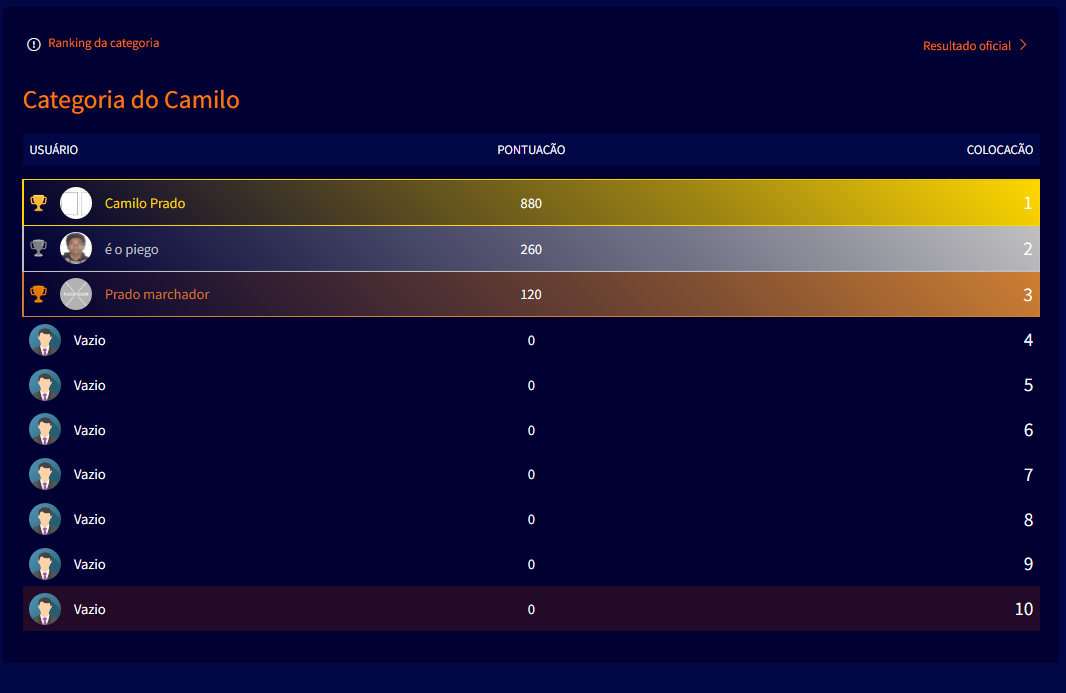 Ranking da categoria
Resultado oficial
Categoria do Camilo
USUÁRIO PONTUACÃO COLOCACÃO
Camilo Prado 880 1
é o piego 260 2
Prado marchador 120 3
Vazio 0 4
Vazio 0 5
Vazio 0 6
Vazio 0 7
Vazio 0 8
Vazio 0 9
Vazio 0 10